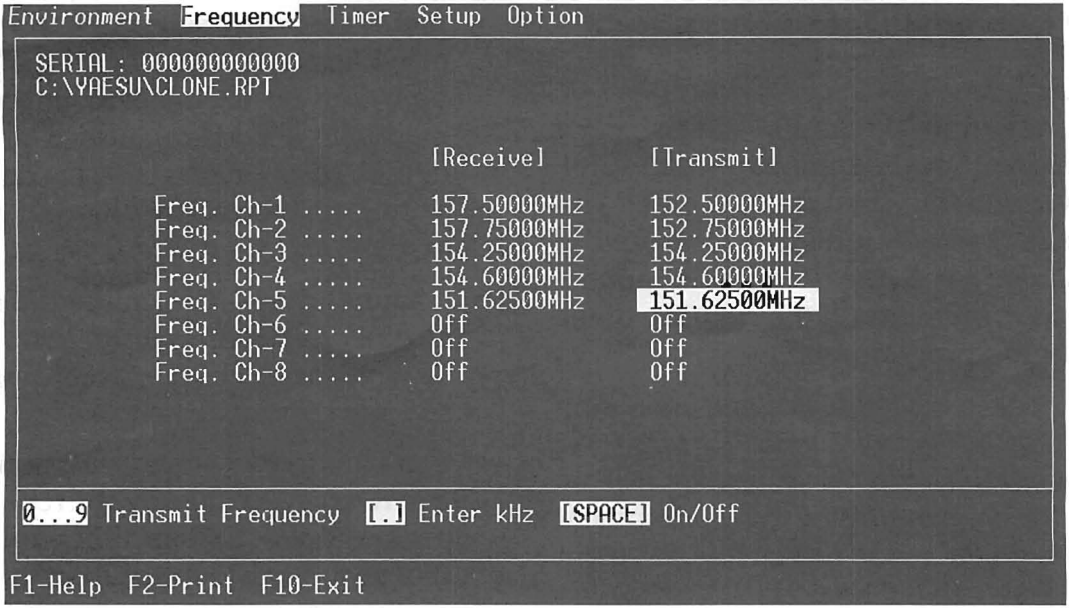 Environment Frequency Timer Setup Option
SERIAL: 000000000000
C:\YAESU\CLONE.RPT
[Receive] [Transmit]
Freq. Ch-1 ..... 157.50000MHz 152.50000MHz
Freq. Ch-2 ..... 157.75000MHz 152.75000MHz
Freq. Ch-3 ..... 154.25000MHz 154.25000MHz
Freq. Ch-4 ..... 154.60000MHz 154.60000MHz
Freq. Ch-5 ..... 151.62500MHz 151.62500MHz
Freq. Ch-6 ..... Off Off
Freq. Ch-7 ..... Off Off
Freq. Ch-8 ..... Off Off
0...9 Transmit Frequency [.] Enter kHz [SPACE] On/Off
F1-Help F2-Print F10-Exit